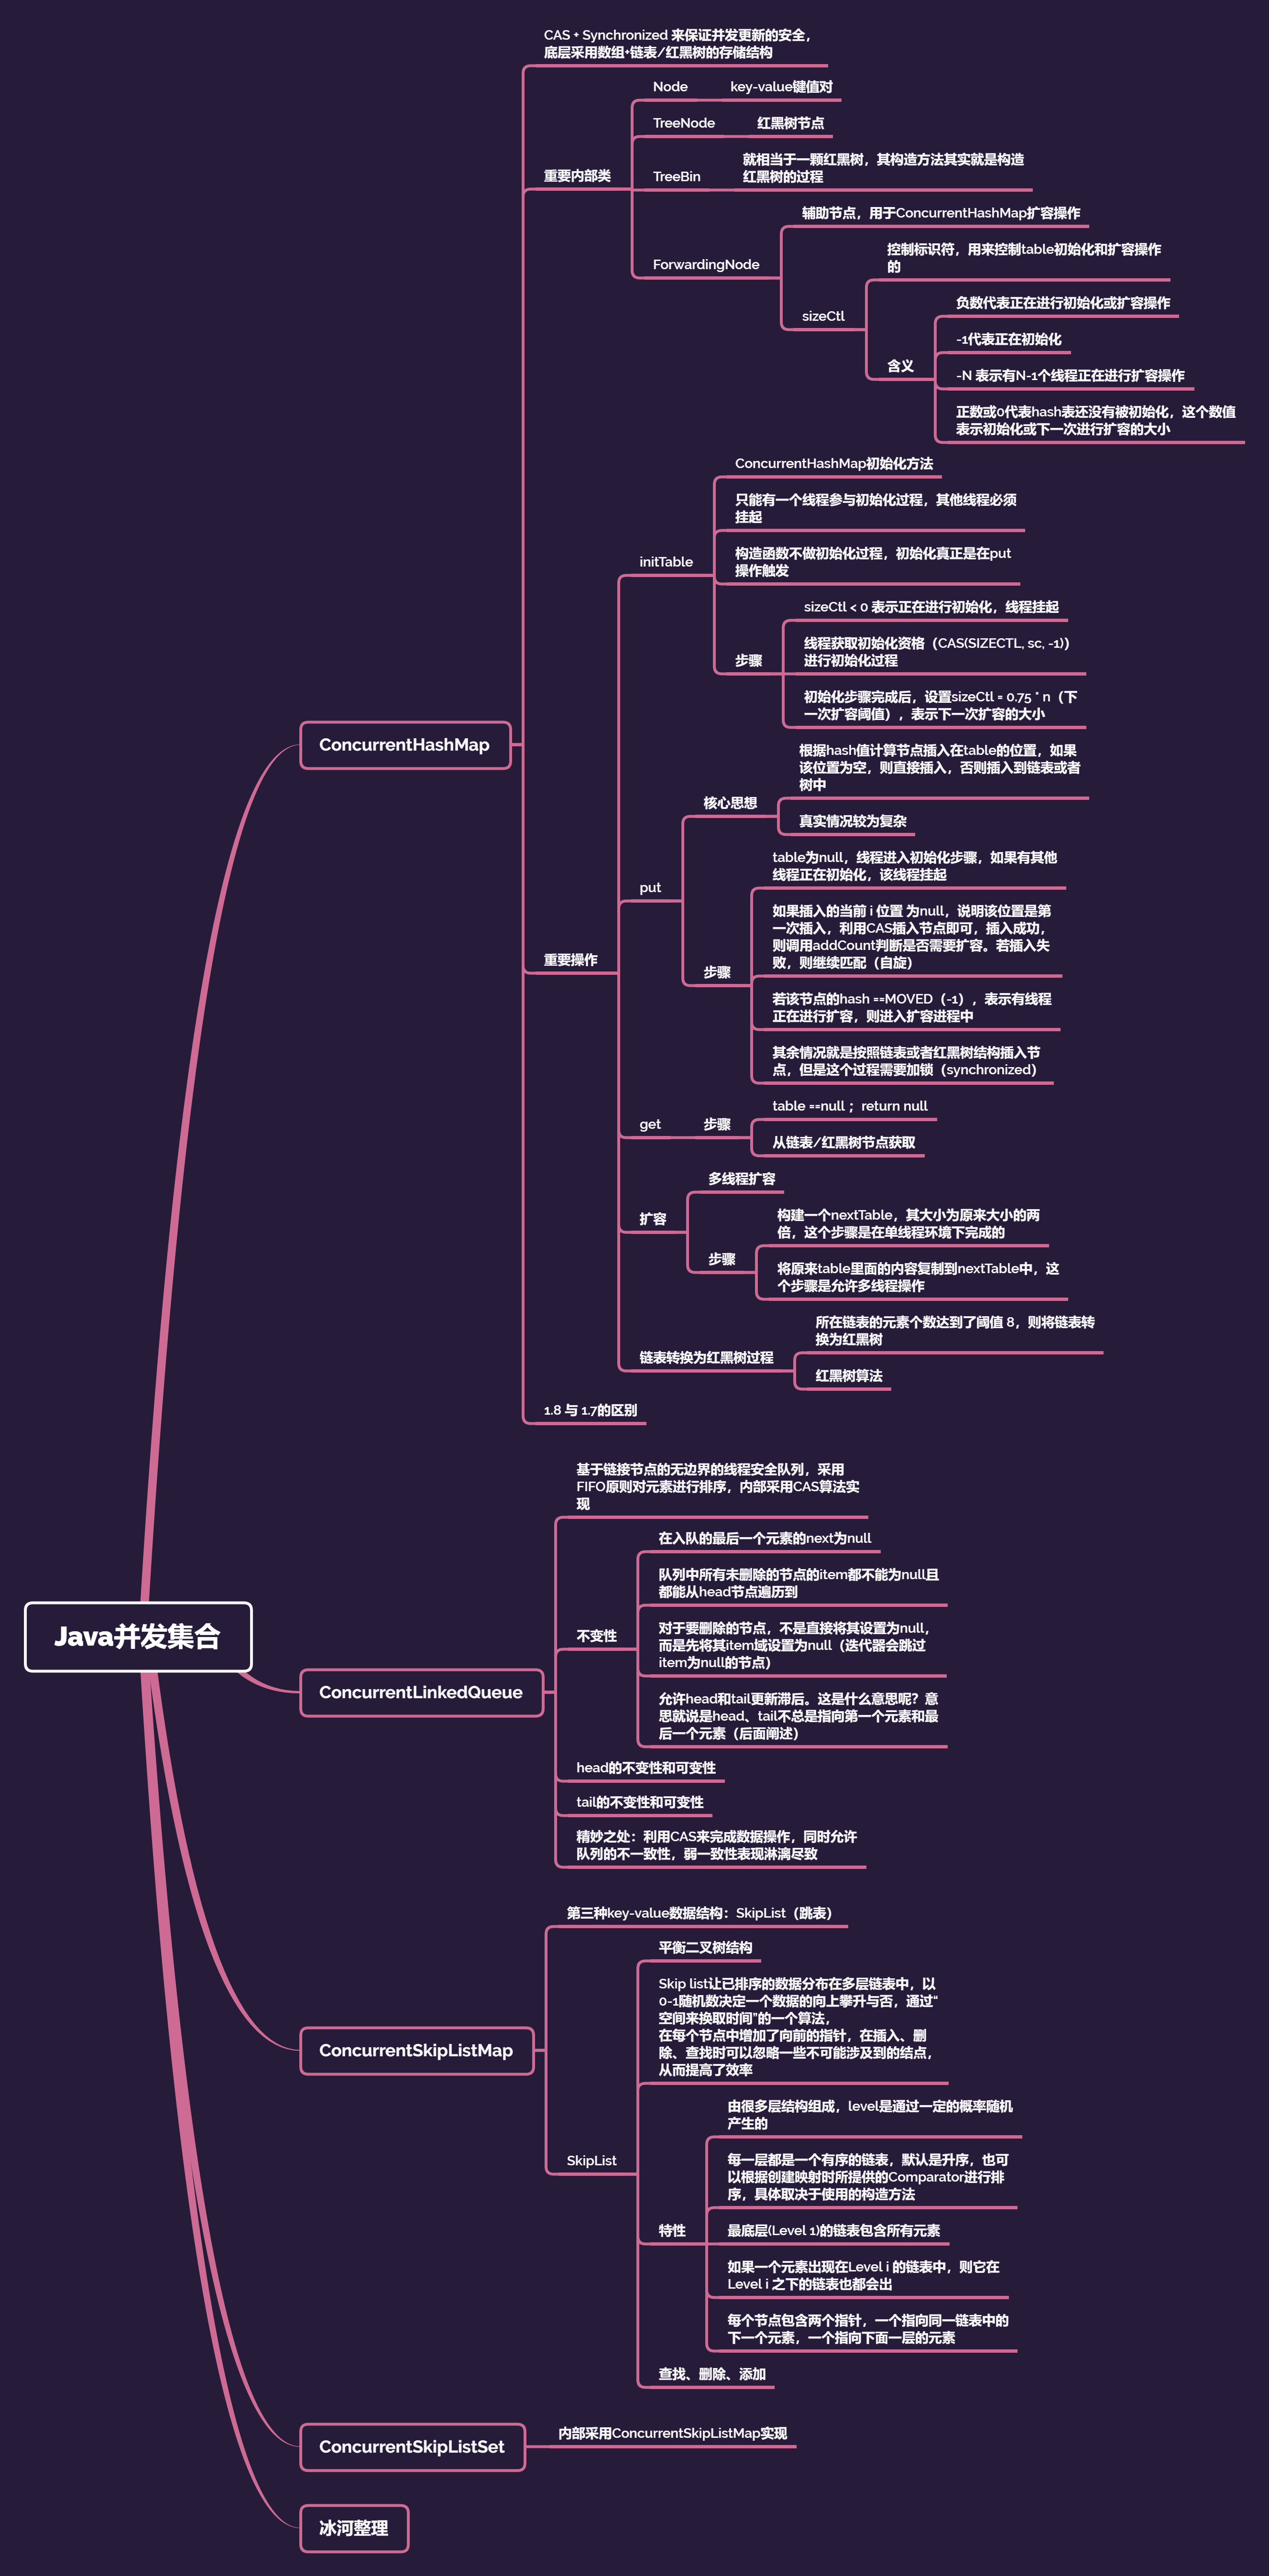 Java并发集合
ConcurrentHashMap
CAS + Synchronized 来保证并发更新的安全，
底层采用数组+链表/红黑树的存储结构
重要内部类
Node
key-value键值对
TreeNode
红黑树节点
TreeBin
就相当于一颗红黑树，其构造方法其实就是构造
红黑树的过程
ForwardingNode
辅助节点，用于ConcurrentHashMap扩容操作
sizeCtl
控制标识符，用来控制table初始化和扩容操作
的
含义
负数代表正在进行初始化或扩容操作
-1代表正在初始化
-N 表示有N-1个线程正在进行扩容操作
正数或0代表hash表还没有被初始化，这个数值
表示初始化或下一次进行扩容的大小
重要操作
initTable
ConcurrentHashMap初始化方法
只能有一个线程参与初始化过程，其他线程必须
挂起
构造函数不做初始化过程，初始化真正是在put
操作触发
步骤
sizeCtl < 0 表示正在进行初始化，线程挂起
线程获取初始化资格（CAS(SIZECTL, sc, -1)）
进行初始化过程
初始化步骤完成后，设置sizeCtl = 0.75 * n（下
一次扩容阈值），表示下一次扩容的大小
put
核心思想
根据hash值计算节点插入在table的位置，如果
该位置为空，则直接插入，否则插入到链表或者
树中
真实情况较为复杂
步骤
table为null，线程进入初始化步骤，如果有其他
线程正在初始化，该线程挂起
如果插入的当前 i 位置 为null，说明该位置是第
一次插入，利用CAS插入节点即可，插入成功，
则调用addCount判断是否需要扩容。若插入失
败，则继续匹配（自旋）
若该节点的hash ==MOVED（-1），表示有线程
正在进行扩容，则进入扩容进程中
其余情况就是按照链表或者红黑树结构插入节
点，但是这个过程需要加锁（synchronized）
get
步骤
table ==null ；return null
从链表/红黑树节点获取
扩容
多线程扩容
步骤
构建一个nextTable，其大小为原来大小的两
倍，这个步骤是在单线程环境下完成的
将原来table里面的内容复制到nextTable中，这
个步骤是允许多线程操作
链表转换为红黑树过程
所在链表的元素个数达到了阈值 8，则将链表转
换为红黑树
红黑树算法
1.8 与 1.7的区别
ConcurrentLinkedQueue
基于链接节点的无边界的线程安全队列，采用
FIFO原则对元素进行排序，内部采用CAS算法实
现
不变性
在入队的最后一个元素的next为null
队列中所有未删除的节点的item都不能为null且
都能从head节点遍历到
对于要删除的节点，不是直接将其设置为null，
而是先将其item域设置为null（迭代器会跳过
item为null的节点）
允许head和tail更新滞后。这是什么意思呢？意
思就说是head、tail不总是指向第一个元素和最
后一个元素（后面阐述）
head的不变性和可变性
tail的不变性和可变性
精妙之处：利用CAS来完成数据操作，同时允许
队列的不一致性，弱一致性表现淋漓尽致
ConcurrentSkipListMap
第三种key-value数据结构：SkipList（跳表）
SkipList
平衡二叉树结构
Skip list让已排序的数据分布在多层链表中，以
0-1随机数决定一个数据的向上攀升与否，通过“
空间来换取时间”的一个算法，
在每个节点中增加了向前的指针，在插入、删
除、查找时可以忽略一些不可能涉及到的结点，
从而提高了效率
特性
由很多层结构组成，level是通过一定的概率随机
产生的
每一层都是一个有序的链表，默认是升序，也可
以根据创建映射时所提供的Comparator进行排
序，具体取决于使用的构造方法
最底层(Level 1)的链表包含所有元素
如果一个元素出现在Level i 的链表中，则它在
Level i 之下的链表也都会出
每个节点包含两个指针，一个指向同一链表中的
下一个元素，一个指向下面一层的元素
查找、删除、添加
ConcurrentSkipListSet
内部采用ConcurrentSkipListMap实现
冰河整理